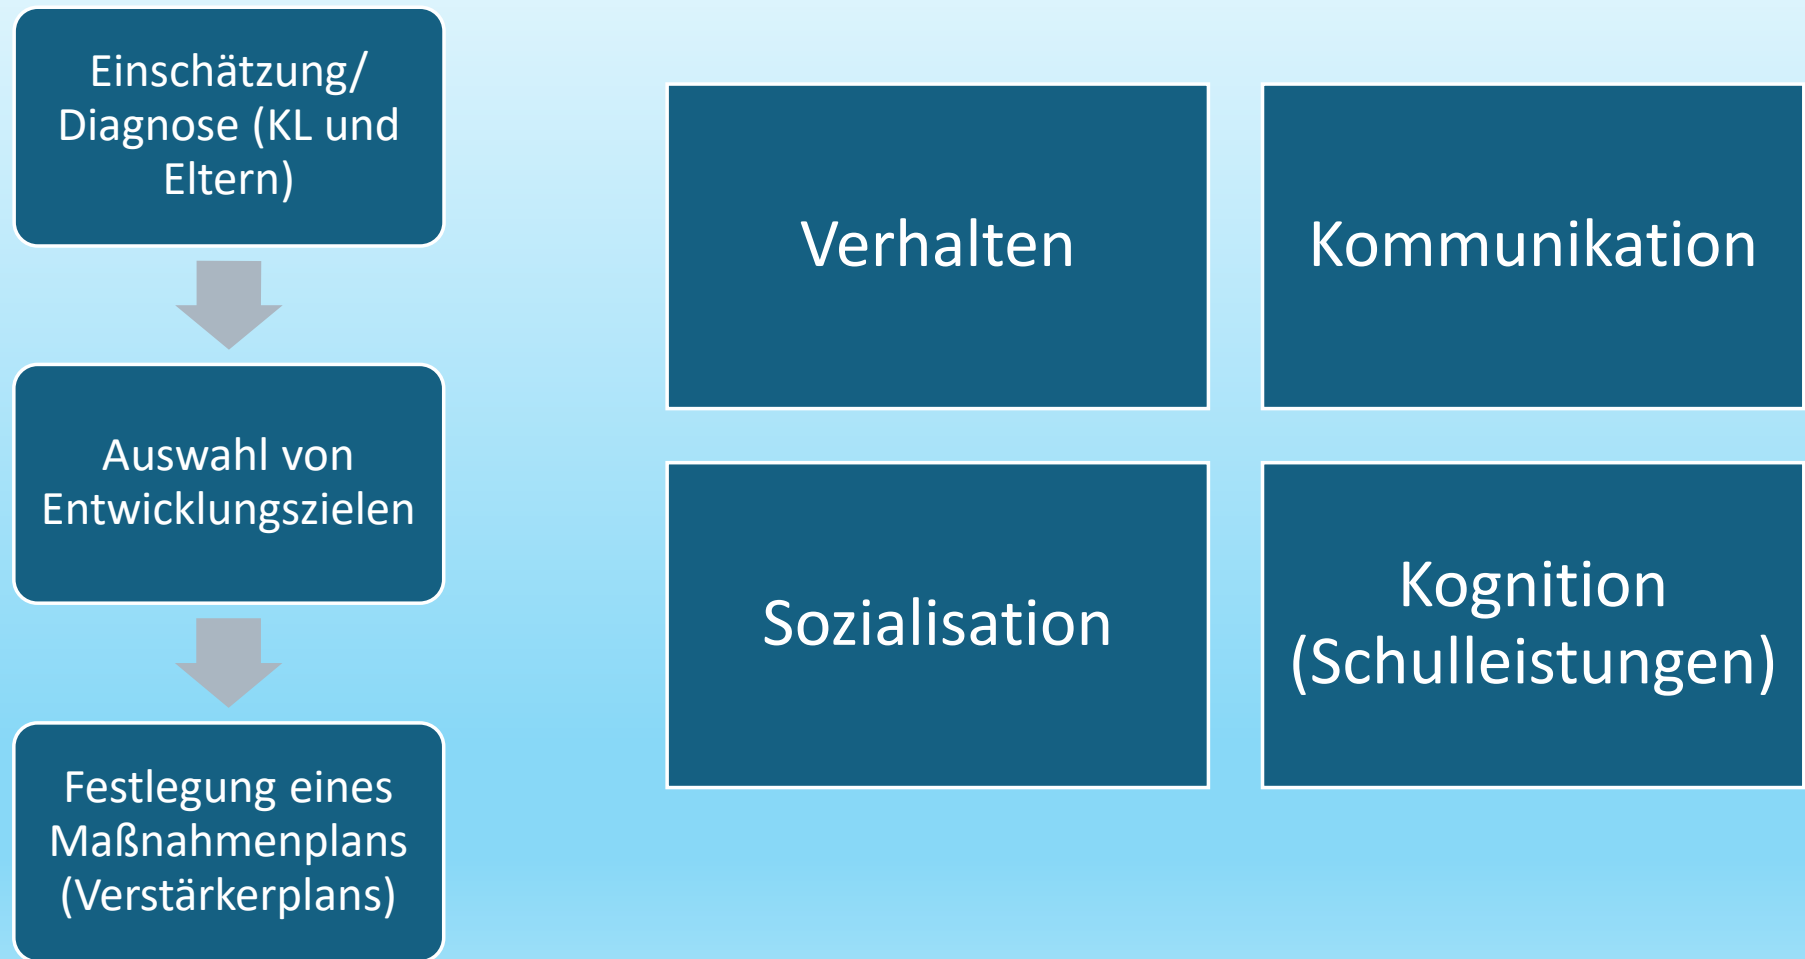 Einschätzung/
Diagnose (KL und
Eltern)
Auswahl von
Entwicklungszielen
Festlegung eines
Maßnahmenplans
(Verstärkerplans)
Verhalten
Kommunikation
Sozialisation
Kognition
(Schulleistungen)